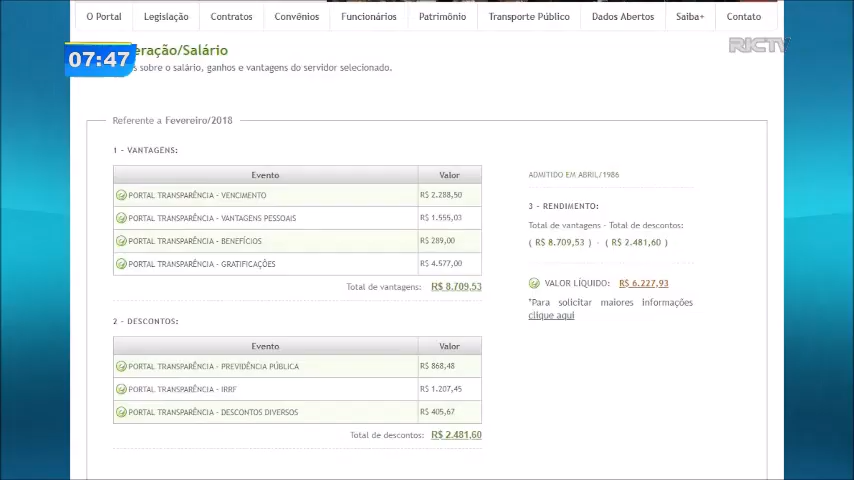 O Portal Legislação Contratos Convênios Funcionários Patrimônio Transporte Público Dados Abertos Saiba+ Contato
RICTV
07:47
eração/Salário
s sobre o salário, ganhos e vantagens do servidor selecionado.
Referente a Fevereiro/2018
1 - VANTAGENS:
Evento Valor
PORTAL TRANSPARÊNCIA - VENCIMENTO R$ 2.288,50
PORTAL TRANSPARÊNCIA - VANTAGENS PESSOAIS R$ 1.555,03
PORTAL TRANSPARÊNCIA - BENEFÍCIOS R$ 289,00
PORTAL TRANSPARÊNCIA - GRATIFICAÇÕES R$ 4.577,00
Total de vantagens: R$ 8.709,53
2 - DESCONTOS:
Evento Valor
PORTAL TRANSPARÊNCIA - PREVIDÊNCIA PÚBLICA R$ 868,48
PORTAL TRANSPARÊNCIA - IRRF R$ 1.207,45
PORTAL TRANSPARÊNCIA - DESCONTOS DIVERSOS R$ 405,67
Total de descontos: R$ 2.481,60
ADMITIDO EM ABRIL/1986
3 - RENDIMENTO:
Total de vantagens - Total de descontos:
( R$ 8.709,53 ) - ( R$ 2.481,60 )
VALOR LÍQUIDO: R$ 6.227,93
*Para solicitar maiores informações
clique aqui